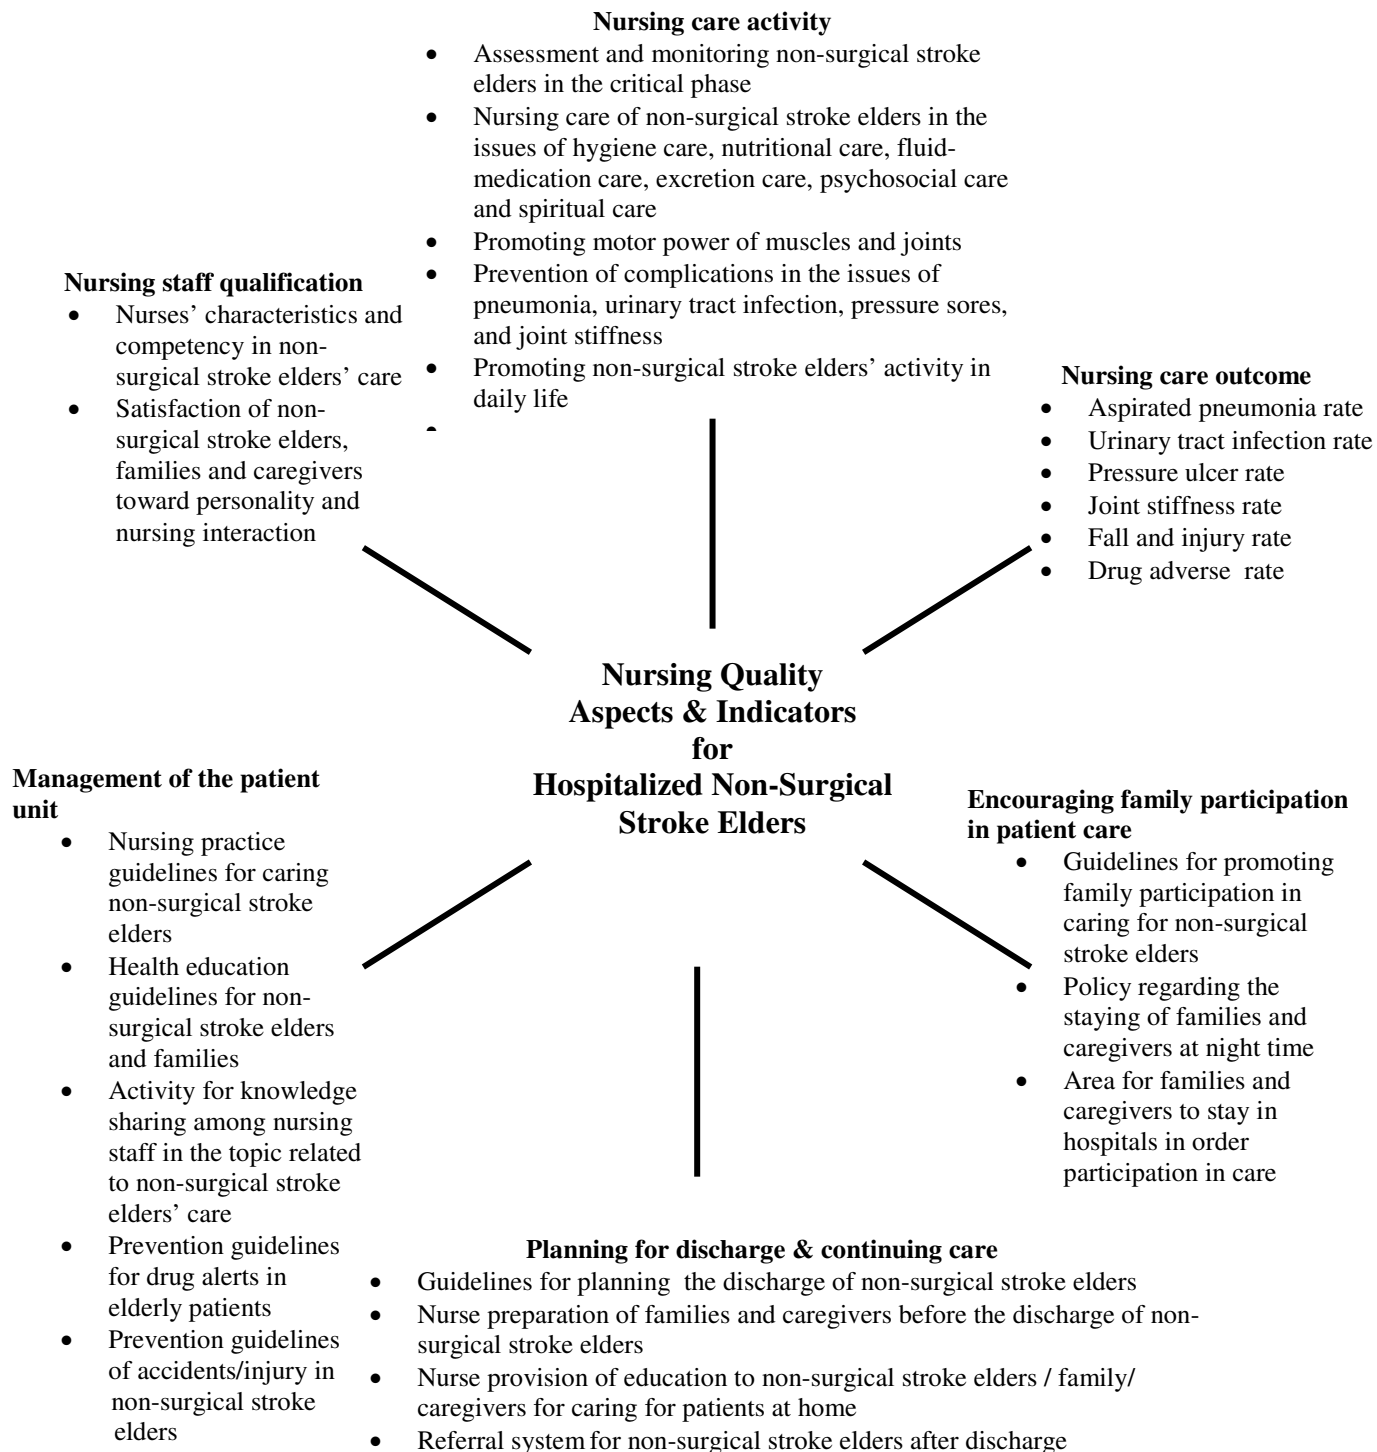 Nursing care activity
• Assessment and monitoring non-surgical stroke
elders in the critical phase
• Nursing care of non-surgical stroke elders in the
issues of hygiene care, nutritional care, fluid-
medication care, excretion care, psychosocial care
and spiritual care
• Promoting motor power of muscles and joints
• Prevention of complications in the issues of
pneumonia, urinary tract infection, pressure sores,
and joint stiffness
• Promoting non-surgical stroke elders' activity in
daily life
•
Nursing staff qualification
• Nurses' characteristics and
competency in non-
surgical stroke elders' care
• Satisfaction of non-
surgical stroke elders,
families and caregivers
toward personality and
nursing interaction
Nursing care outcome
• Aspirated pneumonia rate
• Urinary tract infection rate
• Pressure ulcer rate
• Joint stiffness rate
• Fall and injury rate
• Drug adverse rate
Nursing Quality
Aspects & Indicators
for
Hospitalized Non-Surgical
Stroke Elders
Management of the patient
unit
• Nursing practice
guidelines for caring
non-surgical stroke
elders
• Health education
guidelines for non-
surgical stroke elders
and families
• Activity for knowledge
sharing among nursing
staff in the topic related
to non-surgical stroke
elders' care
• Prevention guidelines
for drug alerts in
elderly patients
• Prevention guidelines
of accidents/injury in
non-surgical stroke
elders
Encouraging family participation
in patient care
• Guidelines for promoting
family participation in
caring for non-surgical
stroke elders
• Policy regarding the
staying of families and
caregivers at night time
• Area for families and
caregivers to stay in
hospitals in order
participation in care
Planning for discharge & continuing care
• Guidelines for planning the discharge of non-surgical stroke elders
• Nurse preparation of families and caregivers before the discharge of non-
surgical stroke elders
• Nurse provision of education to non-surgical stroke elders / family/
caregivers for caring for patients at home
• Referral system for non-surgical stroke elders after discharge